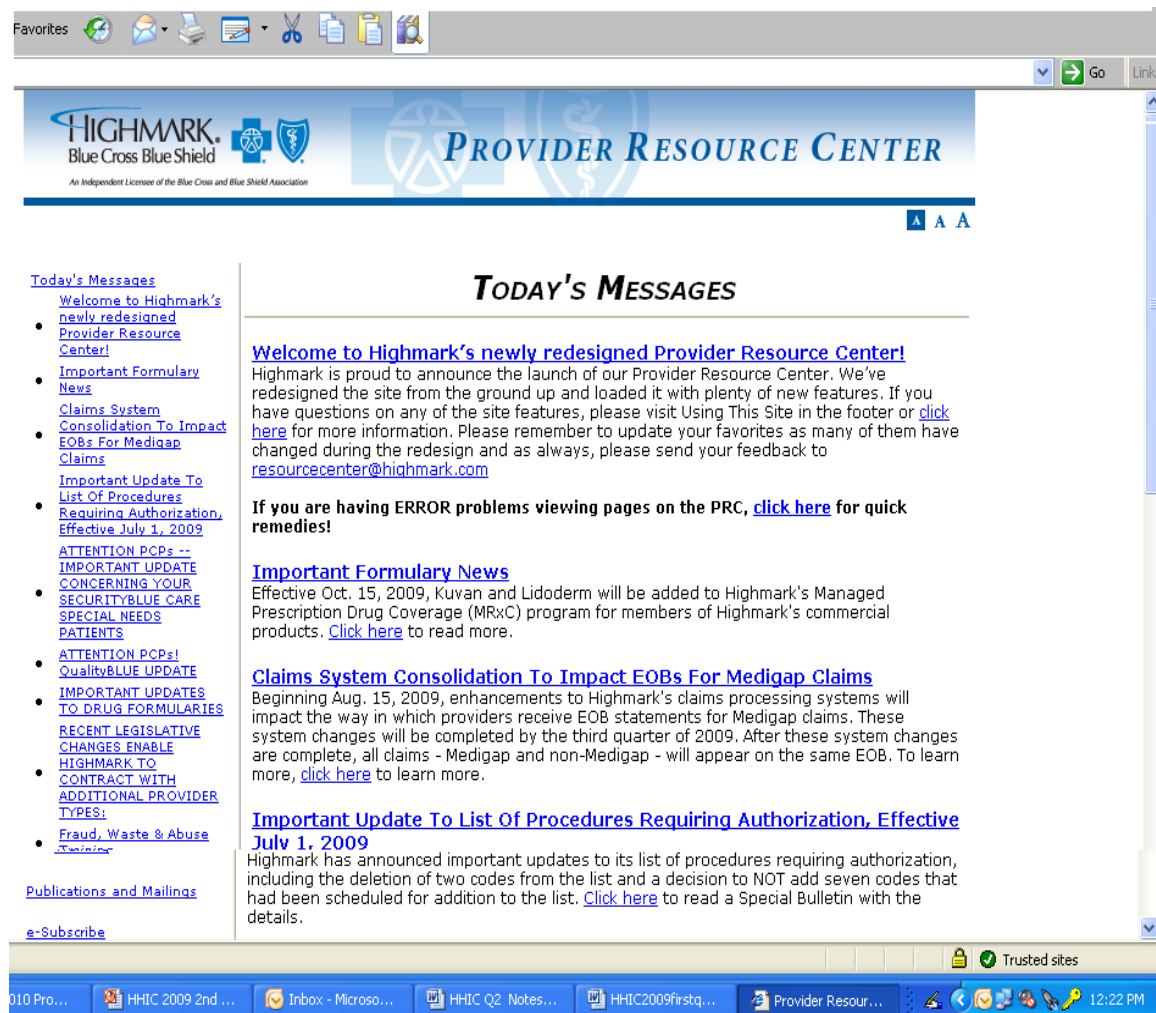 Favorites
Go Link
HIGHMARK.
Blue Cross Blue Shield
An Independent Licensee of the Blue Cross and Blue Shield Association
PROVIDER RESOURCE CENTER
A A A
Today's Messages
Welcome to Highmark's
newly redesigned
Provider Resource
Center!
Important Formulary
News
Claims System
Consolidation To Impact
EOBs For Medigap
Claims
Important Update To
List Of Procedures
Requiring Authorization,
Effective July 1, 2009
ATTENTION PCPs --
IMPORTANT UPDATE
CONCERNING YOUR
SECURITYBLUE CARE
SPECIAL NEEDS
PATIENTS
ATTENTION PCPs!
QualityBLUE UPDATE
IMPORTANT UPDATES
TO DRUG FORMULARIES
RECENT LEGISLATIVE
CHANGES ENABLE
HIGHMARK TO
CONTRACT WITH
ADDITIONAL PROVIDER
TYPES:
Fraud, Waste & Abuse
Training
Publications and Mailings
e-Subscribe
TODAY'S MESSAGES
Welcome to Highmark's newly redesigned Provider Resource Center!
Highmark is proud to announce the launch of our Provider Resource Center. We've
redesigned the site from the ground up and loaded it with plenty of new features. If you
have questions on any of the site features, please visit Using This Site in the footer or click
here for more information. Please remember to update your favorites as many of them have
changed during the redesign and as always, please send your feedback to
resourcecenter@highmark.com
If you are having ERROR problems viewing pages on the PRC, click here for quick
remedies!
Important Formulary News
Effective Oct. 15, 2009, Kuvan and Lidoderm will be added to Highmark's Managed
Prescription Drug Coverage (MRxC) program for members of Highmark's commercial
products. Click here to read more.
Claims System Consolidation To Impact EOBs For Medigap Claims
Beginning Aug. 15, 2009, enhancements to Highmark's claims processing systems will
impact the way in which providers receive EOB statements for Medigap claims. These
system changes will be completed by the third quarter of 2009. After these system changes
are complete, all claims - Medigap and non-Medigap - will appear on the same EOB. To learn
more, click here to learn more.
Important Update To List Of Procedures Requiring Authorization, Effective
July 1, 2009
Highmark has announced important updates to its list of procedures requiring authorization,
including the deletion of two codes from the list and a decision to NOT add seven codes that
had been scheduled for addition to the list. Click here to read a Special Bulletin with the
details.
Trusted sites
010 Pro... HHIC 2009 2nd ... Inbox - Microso... HHIC Q2 Notes... HHIC2009firstq... Provider Resour... 12:22 PM